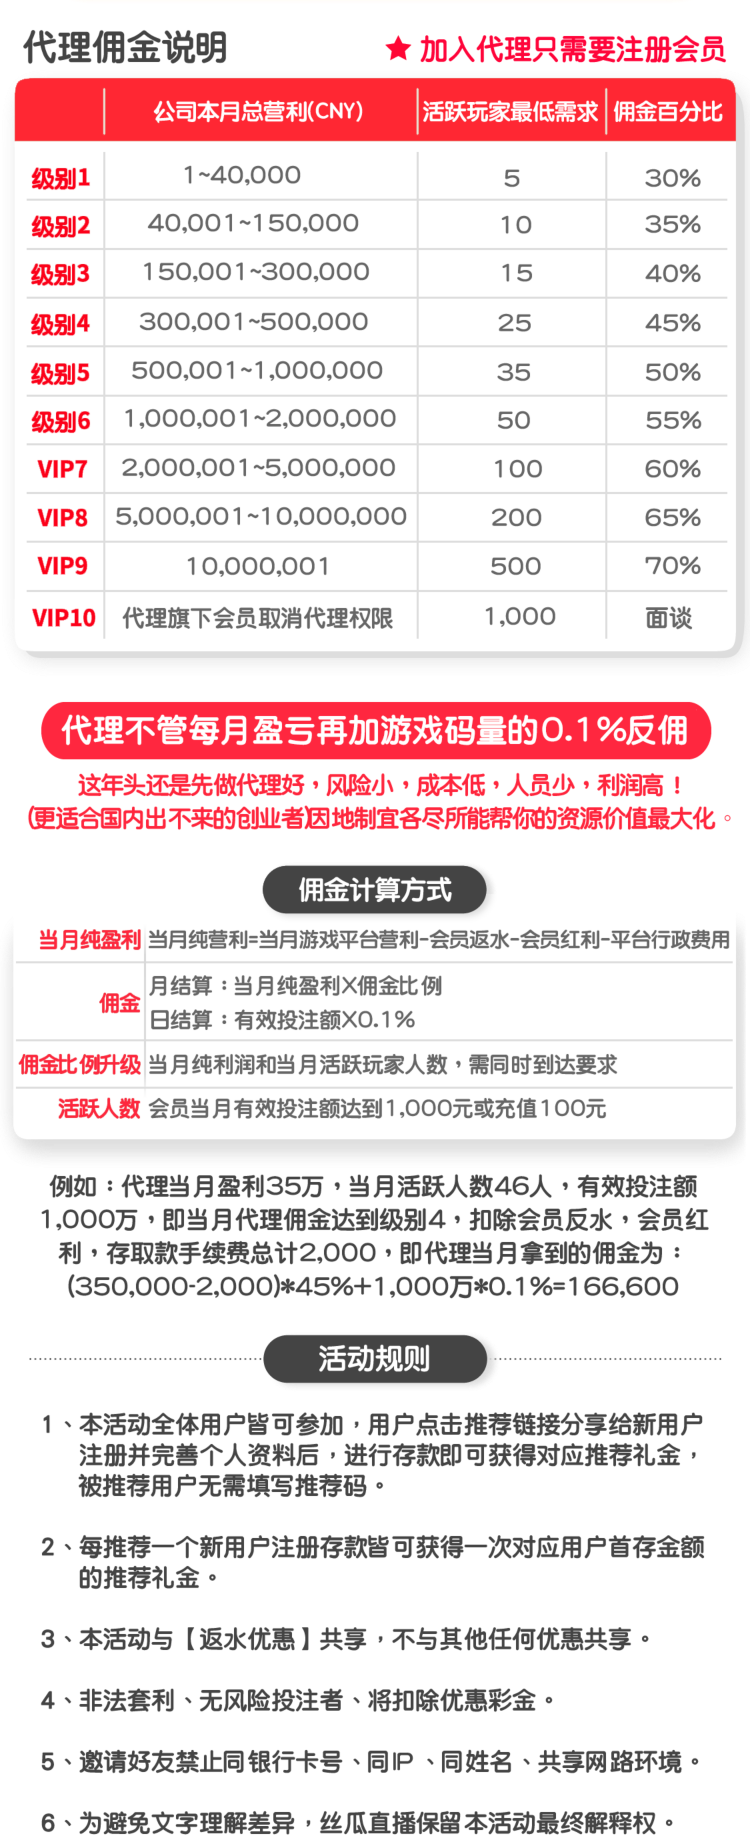 代理佣金说明
★ 加入代理只需要注册会员
公司本月总营利(CNY) 活跃玩家最低需求 佣金百分比
级别1 1~40,000 5 30%
级别2 40,001~150,000 10 35%
级别3 150,001~300,000 15 40%
级别4 300,001~500,000 25 45%
级别5 500,001~1,000,000 35 50%
级别6 1,000,001~2,000,000 50 55%
VIP7 2,000,001~5,000,000 100 60%
VIP8 5,000,001~10,000,000 200 65%
VIP9 10,000,001 500 70%
VIP10 代理旗下会员取消代理权限 1,000 面谈
代理不管每月盈亏再加游戏码量的0.1%反佣
这年头还是先做代理好，风险小，成本低，人员少，利润高！
(更适合国内出不来的创业者)因地制宜各尽所能帮你的资源价值最大化。
佣金计算方式
当月纯盈利 当月纯营利=当月游戏平台营利-会员返水-会员红利-平台行政费用
佣金 月结算：当月纯盈利X佣金比例
日结算：有效投注额X0.1%
佣金比例升级 当月纯利润和当月活跃玩家人数，需同时到达要求
活跃人数 会员当月有效投注额达到1,000元或充值100元
例如：代理当月盈利35万，当月活跃人数46人，有效投注额
1,000万，即当月代理佣金达到级别4，扣除会员反水，会员红
利，存取款手续费总计2,000，即代理当月拿到的佣金为：
(350,000-2,000)*45%+1,000万*0.1%=166,600
活动规则
1、本活动全体用户皆可参加，用户点击推荐链接分享给新用户
注册并完善个人资料后，进行存款即可获得对应推荐礼金，
被推荐用户无需填写推荐码。
2、每推荐一个新用户注册存款皆可获得一次对应用户首存金额
的推荐礼金。
3、本活动与【返水优惠】共享，不与其他任何优惠共享。
4、非法套利、无风险投注者、将扣除优惠彩金。
5、邀请好友禁止同银行卡号、同IP、同姓名、共享网路环境。
6、为避免文字理解差异，丝瓜直播保留本活动最终解释权。